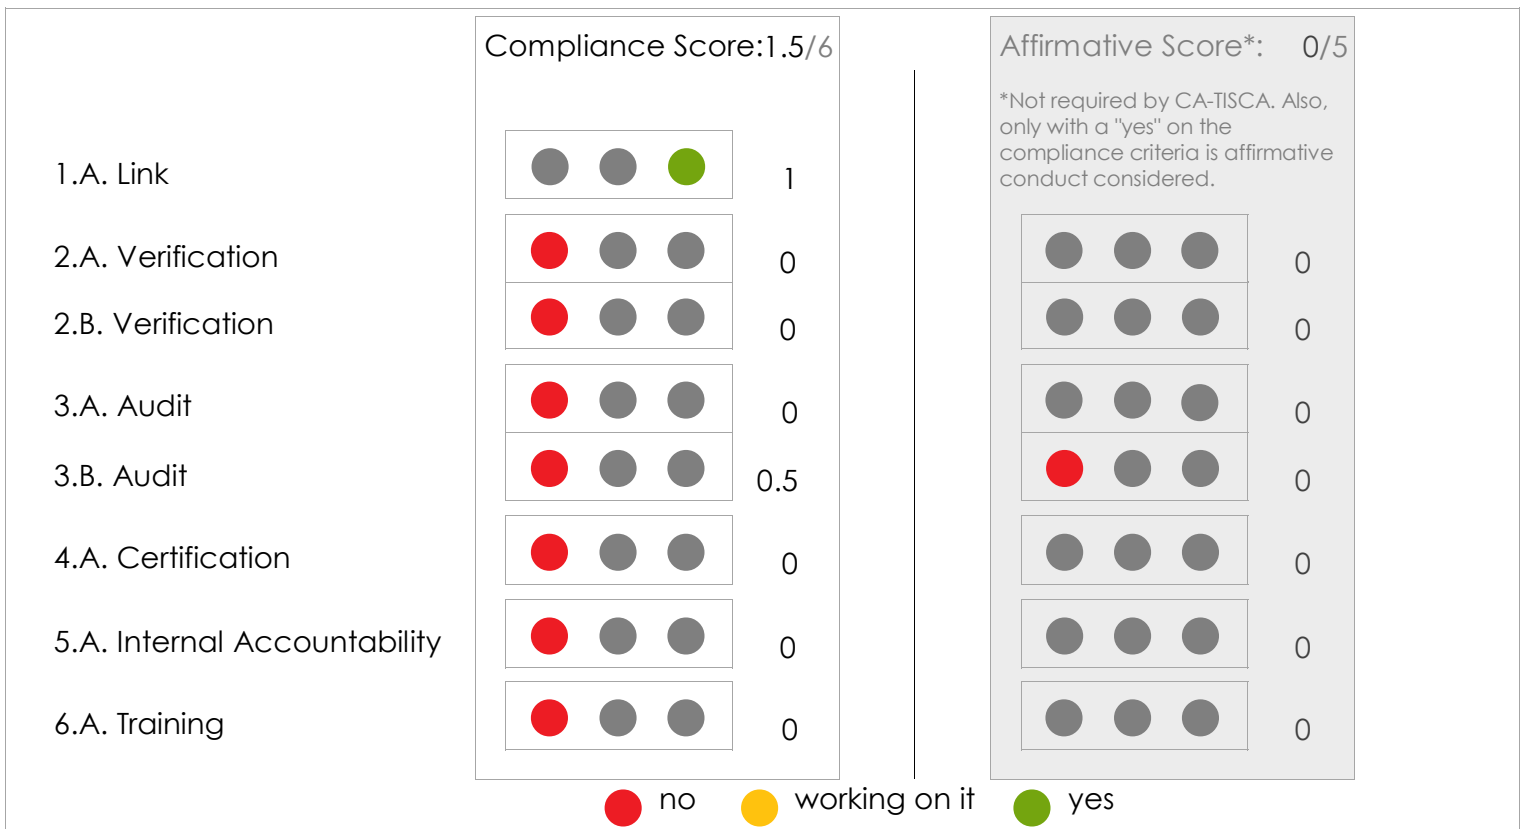 Compliance Score:1.5/6
Affirmative Score*: 0/5
*Not required by CA-TISCA. Also,
only with a "yes" on the
compliance criteria is affirmative
conduct considered.
1.A. Link 1
2.A. Verification 0 0
2.B. Verification 0 0
3.A. Audit 0 0
3.B. Audit 0.5 0
4.A. Certification 0 0
5.A. Internal Accountability 0 0
6.A. Training 0 0
no working on it yes